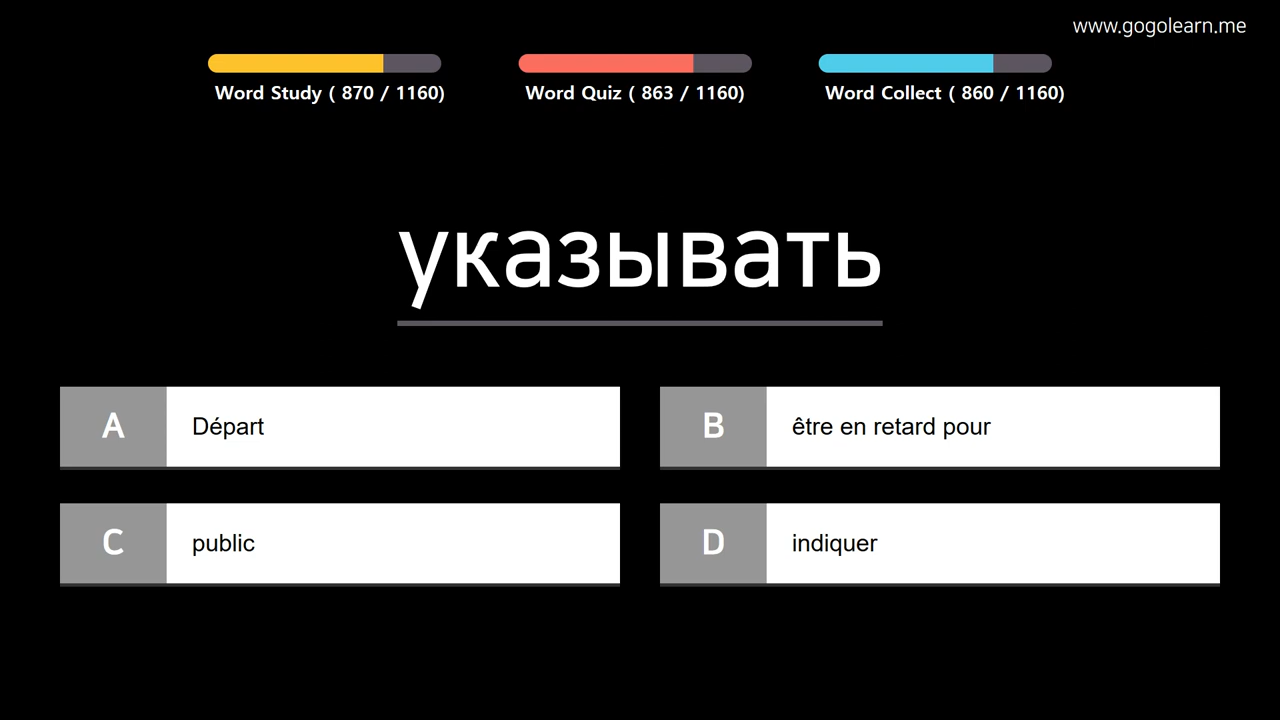 www.gogolearn.me
Word Study ( 870 / 1160)
Word Quiz ( 863 / 1160)
Word Collect ( 860 / 1160)
указывать
A Départ
B être en retard pour
C public
D indiquer